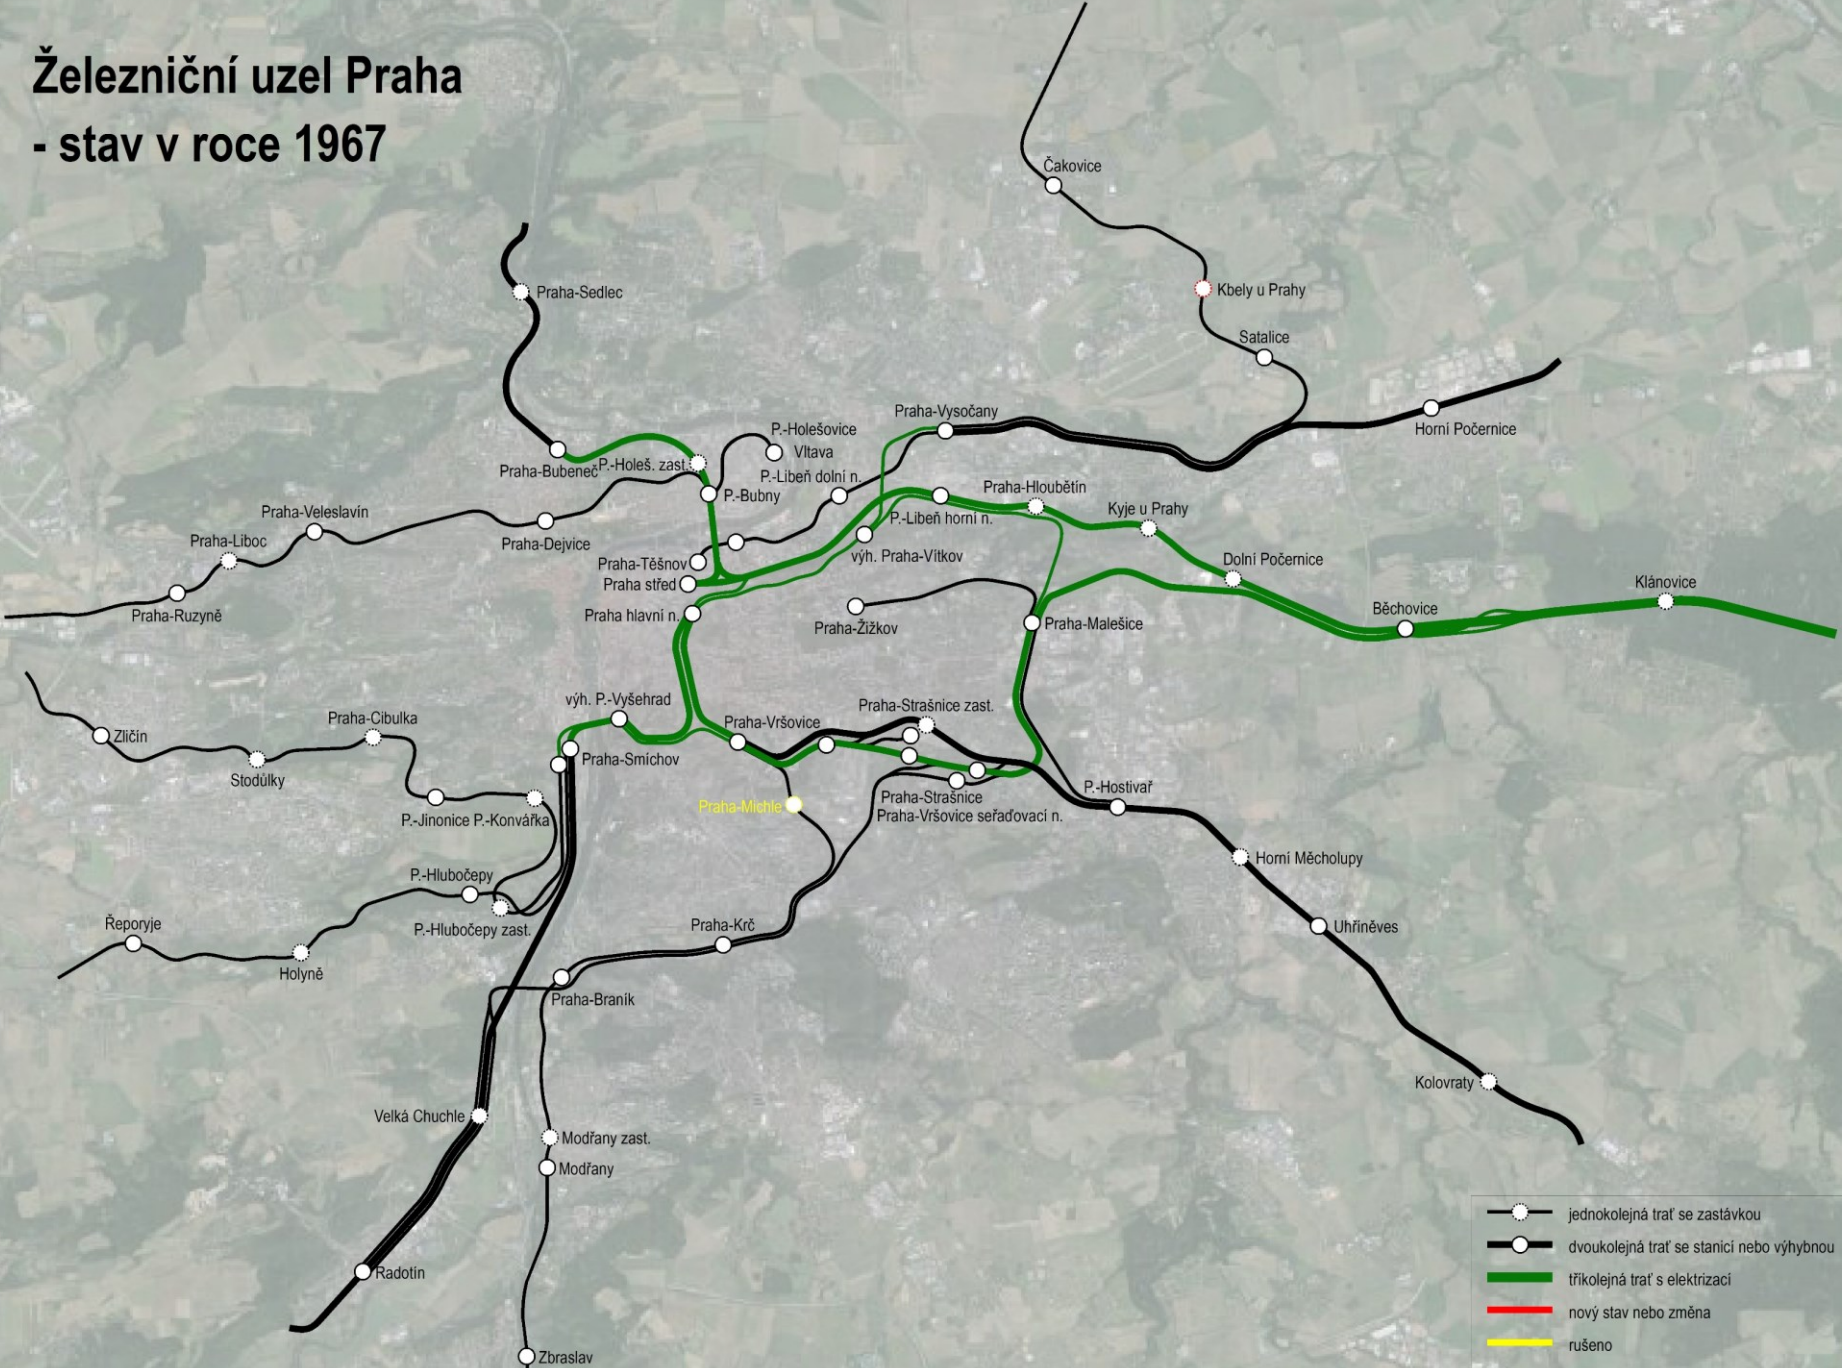 Železniční uzel Praha
- stav v roce 1967
Čakovice
Praha-Sedlec
Kbely u Prahy
Satalice
Praha-Vysočany
Horní Počernice
P.-Holešovice
Vltava
Praha-Bubeneč
P.-Holeš. zast.
P.-Libeň dolní n.
P.-Bubny
Praha-Hloubětín
Praha-Veleslavín
P.-Libeň horní n.
Kyje u Prahy
Praha-Liboc
Praha-Dejvice
výh. Praha-Vítkov
Praha-Těšnov
Dolní Počernice
Praha střed
Klánovice
Praha-Ruzyně
Praha hlavní n.
Běchovice
Praha-Žižkov
Praha-Malešice
výh. P.-Vyšehrad
Praha-Strašnice zast.
Praha-Cibulka
Praha-Vršovice
Zličín
Praha-Smíchov
Stodůlky
P.-Hostivař
Praha-Strašnice
Praha-Michle
P.-Jinonice
P.-Konvářka
Praha-Vršovice seřaďovací n.
Horní Měcholupy
P.-Hlubočepy
Řeporyje
P.-Hlubočepy zast.
Praha-Krč
Uhříněves
Holyně
Praha-Braník
Kolovraty
Velká Chuchle
Modřany zast.
Modřany
Radotín
Zbraslav
jednokolejná trať se zastávkou
dvoukolejná trať se stanicí nebo výhybnou
tříkolejná trať s elektrizací
nový stav nebo změna
rušeno